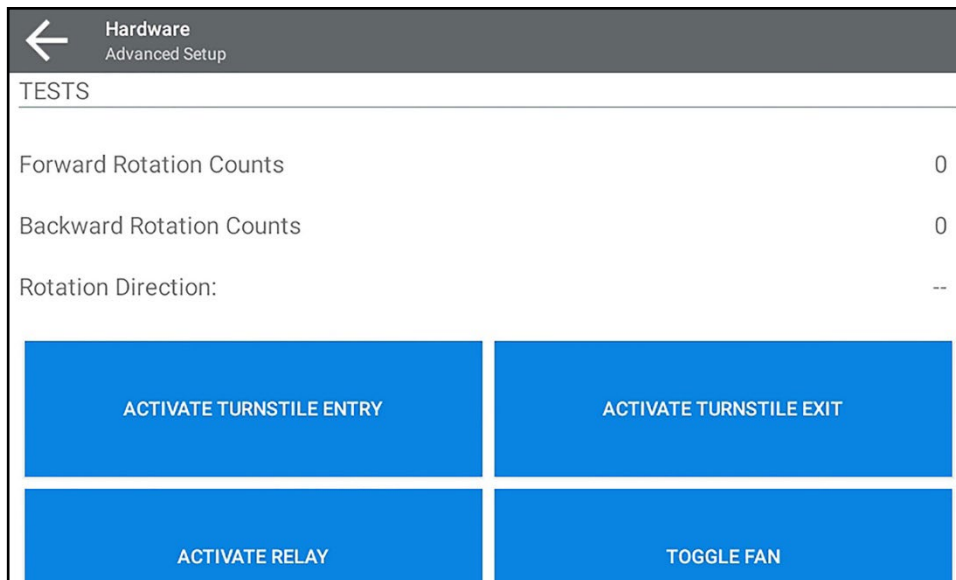 Hardware
Advanced Setup
TESTS
Forward Rotation Counts 0
Backward Rotation Counts 0
Rotation Direction: --
ACTIVATE TURNSTILE ENTRY ACTIVATE TURNSTILE EXIT
ACTIVATE RELAY TOGGLE FAN